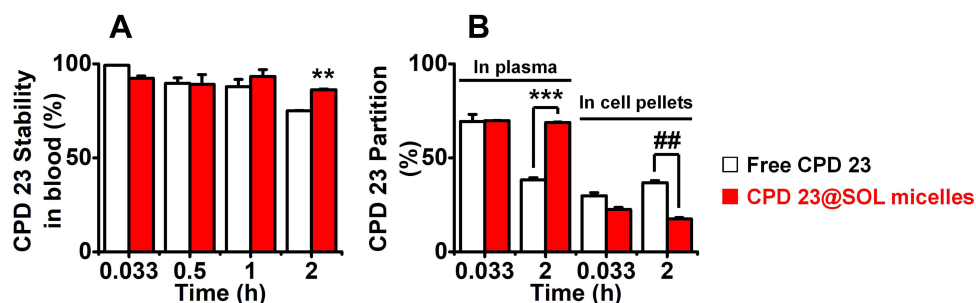 A
CPD 23 Stability
in blood (%)
100
50
0
**
0.033 0.5 1 2
Time (h)
B
CPD 23 Partition
(%)
100
50
0
In plasma
***
In cell pellets
##
0.033 2 0.033 2
Time (h)
Free CPD 23
CPD 23@SOL micelles